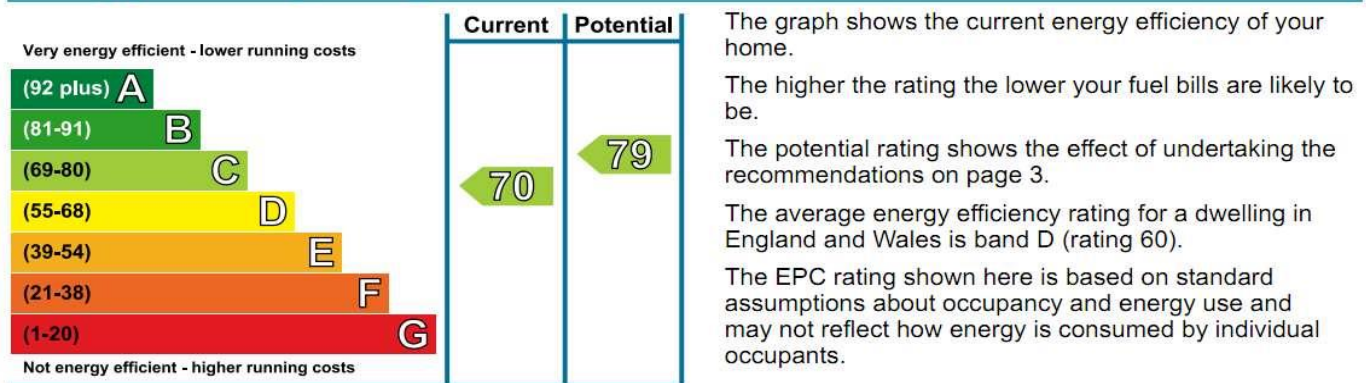 Current Potential
Very energy efficient - lower running costs
(92 plus) A
(81-91) B
(69-80) C
(55-68) D
(39-54) E
(21-38) F
(1-20) G
Not energy efficient - higher running costs
70
79
The graph shows the current energy efficiency of your
home.
The higher the rating the lower your fuel bills are likely to
be.
The potential rating shows the effect of undertaking the
recommendations on page 3.
The average energy efficiency rating for a dwelling in
England and Wales is band D (rating 60).
The EPC rating shown here is based on standard
assumptions about occupancy and energy use and
may not reflect how energy is consumed by individual
occupants.